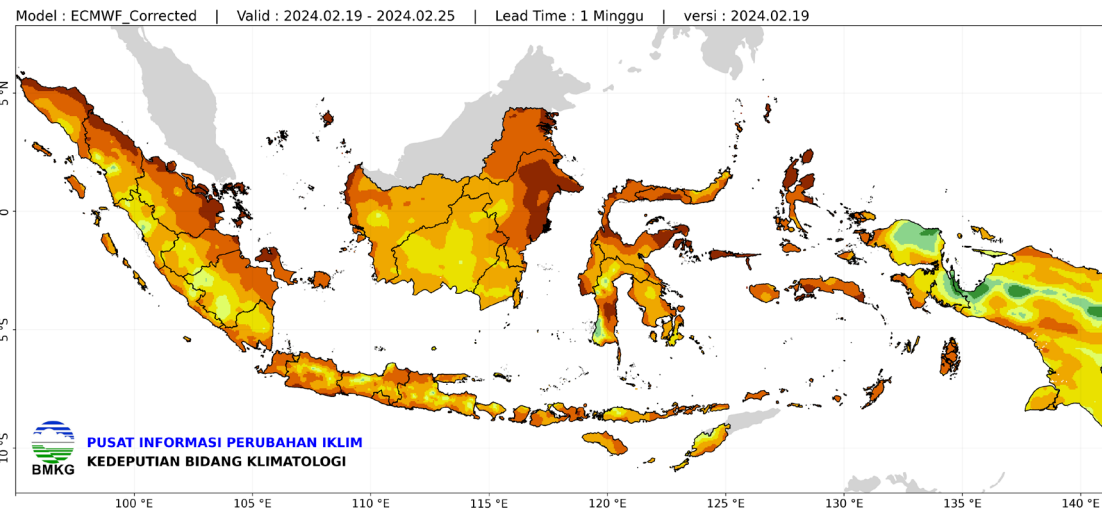 Model : ECMWF_Corrected | Valid : 2024.02.19 - 2024.02.25 | Lead Time : 1 Minggu | versi : 2024.02.19
5 °N
0
5 °S
10 °S
BMKG
PUSAT INFORMASI PERUBAHAN IKLIM
KEDEPUTIAN BIDANG KLIMATOLOGI
100 °E 105 °E 110 °E 115 °E 120 °E 125 °E 130 °E 135 °E 140 °E